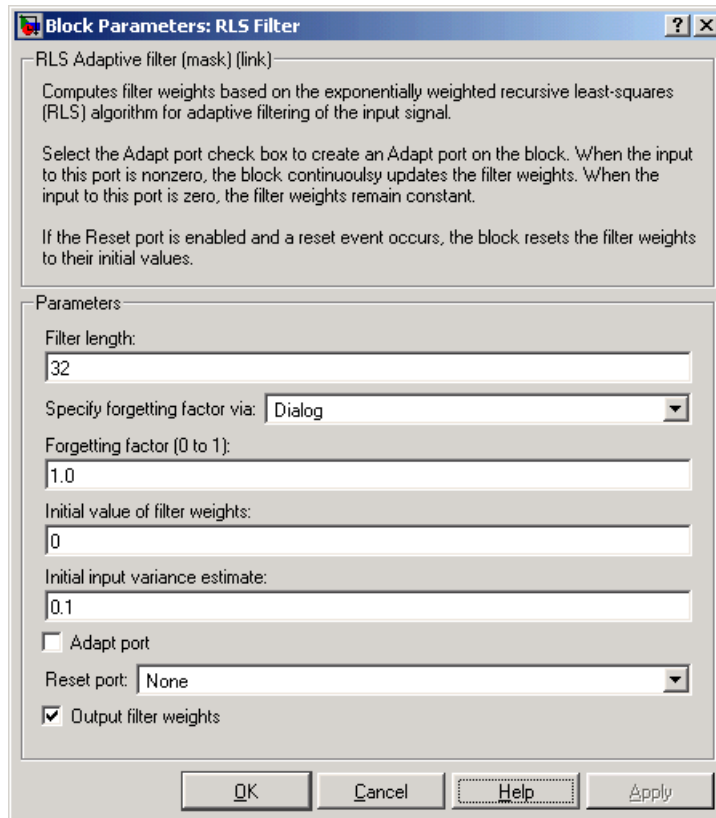 Block Parameters: RLS Filter
RLS Adaptive filter (mask) (link)
Computes filter weights based on the exponentially weighted recursive least-squares
(RLS) algorithm for adaptive filtering of the input signal.
Select the Adapt port check box to create an Adapt port on the block. When the input
to this port is nonzero, the block continuoulsy updates the filter weights. When the
input to this port is zero, the filter weights remain constant.
If the Reset port is enabled and a reset event occurs, the block resets the filter weights
to their initial values.
Parameters
Filter length:
32
Specify forgetting factor via: Dialog
Forgetting factor (0 to 1):
1.0
Initial value of filter weights:
0
Initial input variance estimate:
0.1
Adapt port
Reset port: None
Output filter weights
OK Cancel Help Apply